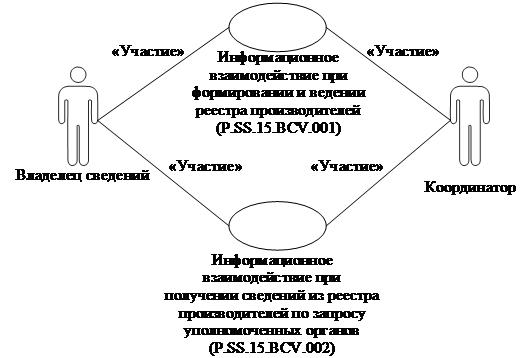 «Участие»
«Участие»
Информационное
взаимодействие при
формировании и ведении
реестра производителей
(P.SS.15.BCV.001)
«Участие»
«Участие»
Владелец сведений
Координатор
Информационное
взаимодействие при
получении сведений из реестра
производителей по запросу
уполномоченных органов
(P.SS.15.BCV.002)